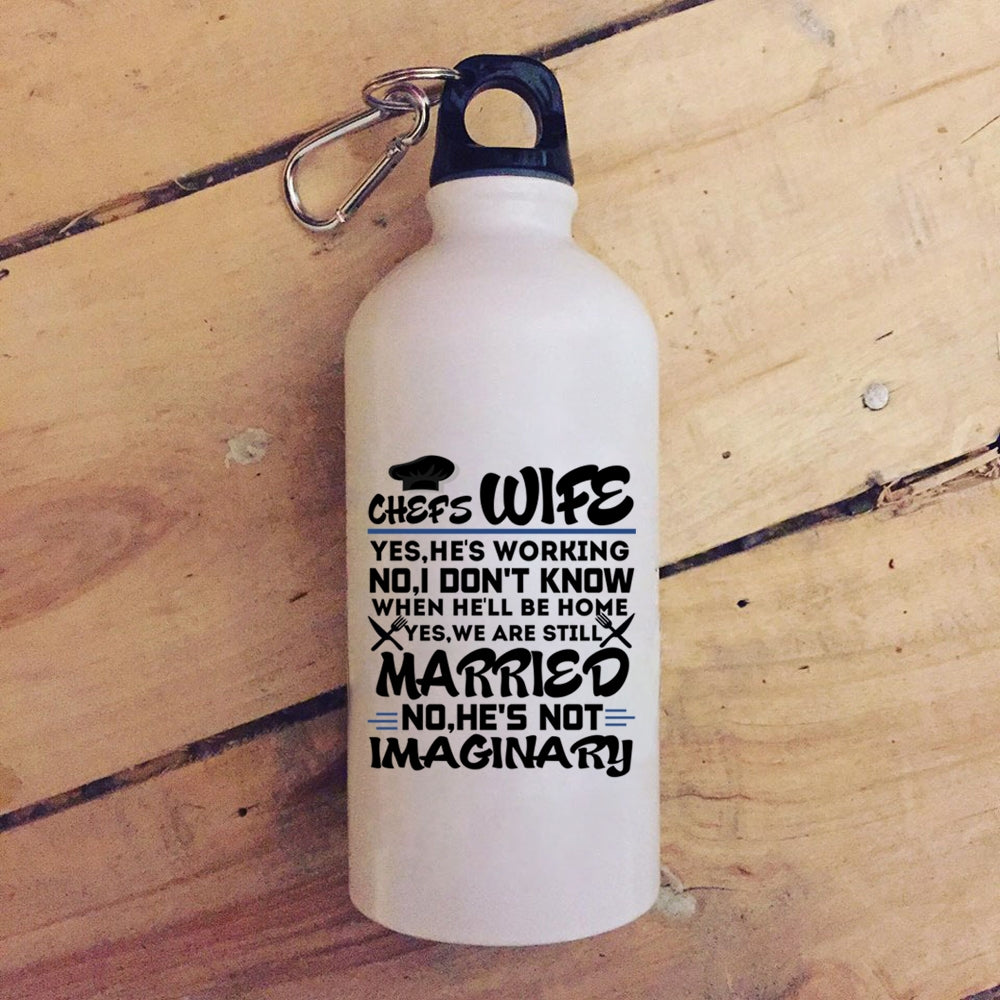 CHEFS WIFE
YES,HE'S WORKING
NO,I DON'T KNOW
WHEN HE'LL BE HOME
YES,WE ARE STILL
MARRIED
NO,HE'S NOT
IMAGINARY